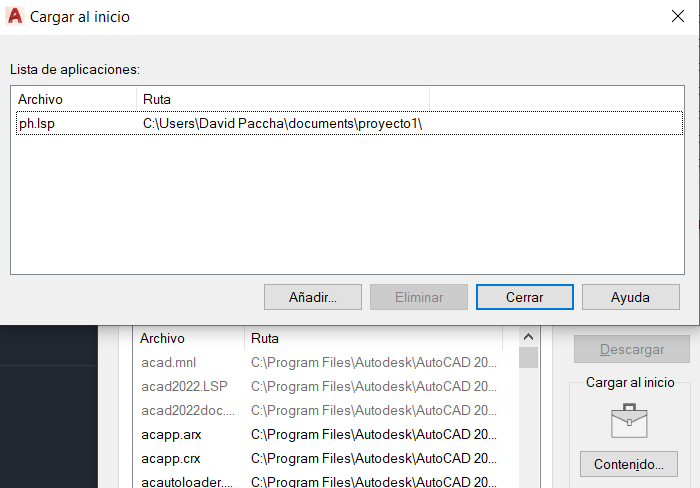 Cargar al inicio
Lista de aplicaciones:
Archivo Ruta
ph.lsp C:\Users\David Paccha\documents\proyecto1\
Añadir... Eliminar Cerrar Ayuda
Archivo Ruta
acad.mnl C:\Program Files\Autodesk\AutoCAD 20...
acad2022.LSP C:\Program Files\Autodesk\AutoCAD 20...
acad2022doc.... C:\Program Files\Autodesk\AutoCAD 20...
acapp.arx C:\Program Files\Autodesk\AutoCAD 20...
acapp.crx C:\Program Files\Autodesk\AutoCAD 20...
acautoloader.... C:\Program Files\Autodesk\AutoCAD 20...
Descargar
Cargar al inicio
Contenido...